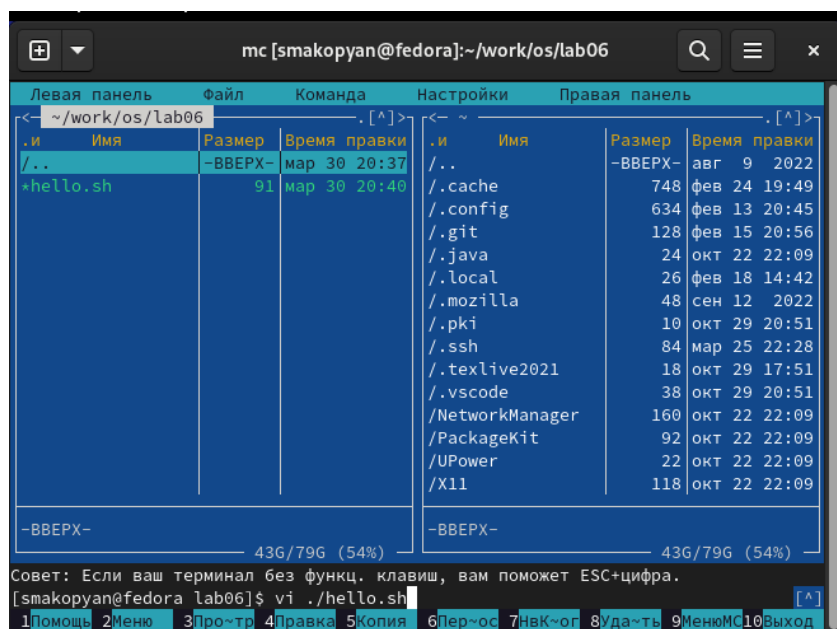 mc [smakopyan@fedora]:~/work/os/lab06
Левая панель Файл Команда Настройки Правая панель
<— ~/work/os/lab06 .[^]>
.и Имя Размер Время правки
/.. -ВВЕРХ- мар 30 20:37
*hello.sh 91 мар 30 20:40
-ВВЕРХ-
43G/79G (54%)
<— ~ .[^]>
.и Имя Размер Время правки
/.. -ВВЕРХ- авг 9 2022
/.cache 748 фев 24 19:49
/.config 634 фев 13 20:45
/.git 128 фев 15 20:56
/.java 24 окт 22 22:09
/.local 26 фев 18 14:42
/.mozilla 48 сен 12 2022
/.pki 10 окт 29 20:51
/.ssh 84 мар 25 22:28
/.texlive2021 18 окт 29 17:51
/.vscode 38 окт 29 20:51
/NetworkManager 160 окт 22 22:09
/PackageKit 92 окт 22 22:09
/UPower 22 окт 22 22:09
/X11 118 окт 22 22:09
-ВВЕРХ-
43G/79G (54%)
Совет: Если ваш терминал без функц. клавиш, вам поможет ESC+цифра.
[smakopyan@fedora lab06]$ vi ./hello.sh [^]
1Помощь 2Меню 3Про~тр 4Правка 5Копия 6Пер~ос 7НвК~ог 8Уда~ть 9МенюMC 10Выход